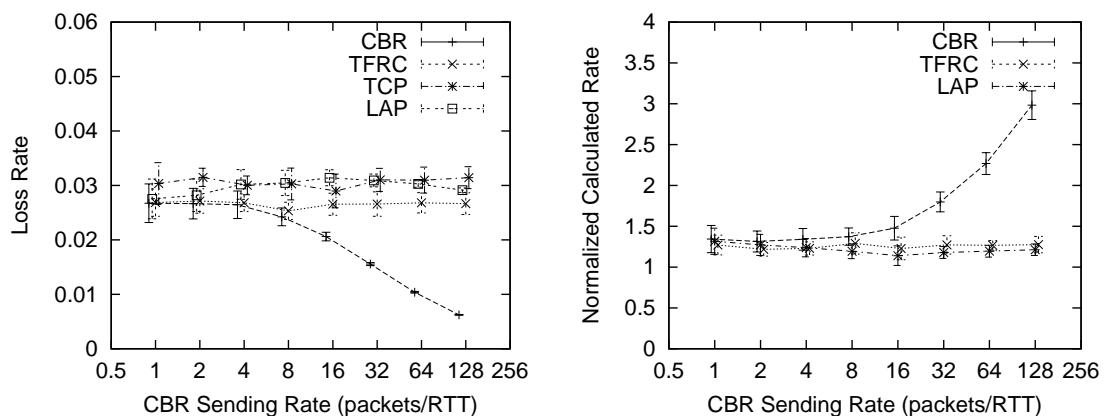 0.06
0.05
0.04
0.03
0.02
0.01
0
Loss Rate
CBR
TFRC
TCP
LAP
0.5 1 2 4 8 16 32 64 128 256
CBR Sending Rate (packets/RTT)
4
3.5
3
2.5
2
1.5
1
0.5
0
Normalized Calculated Rate
CBR
TFRC
LAP
0.5 1 2 4 8 16 32 64 128 256
CBR Sending Rate (packets/RTT)